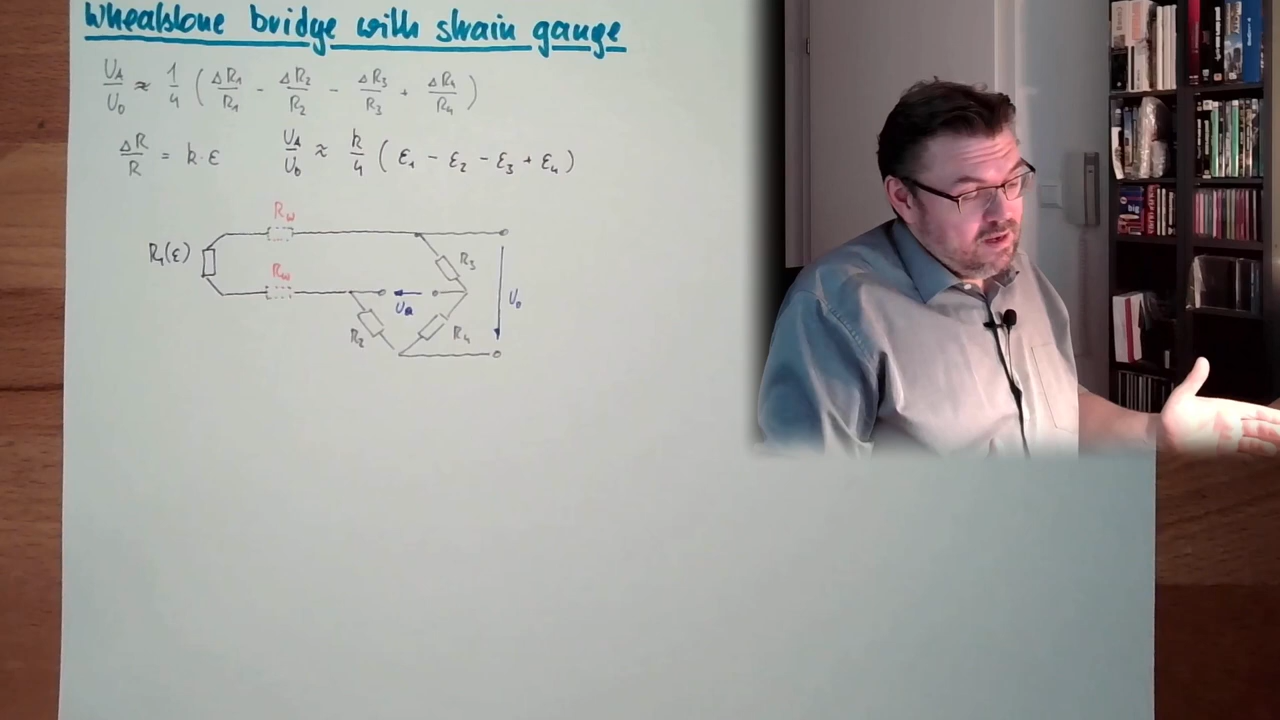 Wheatstone bridge with strain gauge
U_A/U_0 ≈ 1/4 ( ΔR_1/R_1 - ΔR_2/R_2 - ΔR_3/R_3 + ΔR_4/R_4 )
ΔR/R = k·ε U_A/U_0 ≈ k/4 ( ε_1 - ε_2 - ε_3 + ε_4 )
R_w
R_1(ε)
R_3
R_w
U_a
U_0
R_2
R_4
big